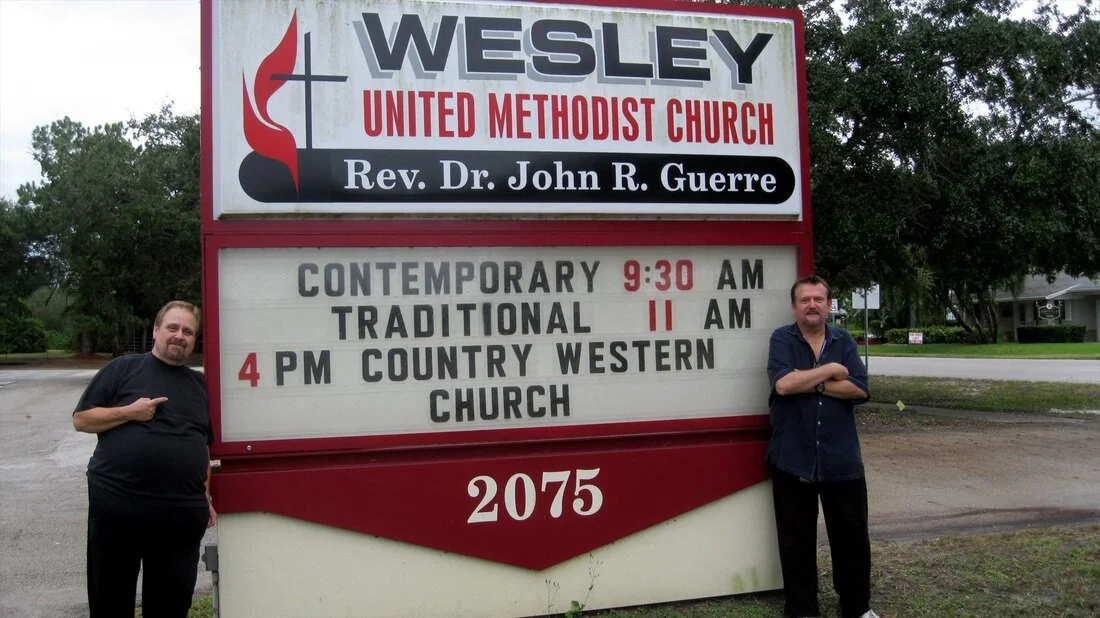 WESLEY
UNITED METHODIST CHURCH
Rev. Dr. John R. Guerre
CONTEMPORARY 9:30 AM
TRADITIONAL 11 AM
4 PM COUNTRY WESTERN
CHURCH
2075